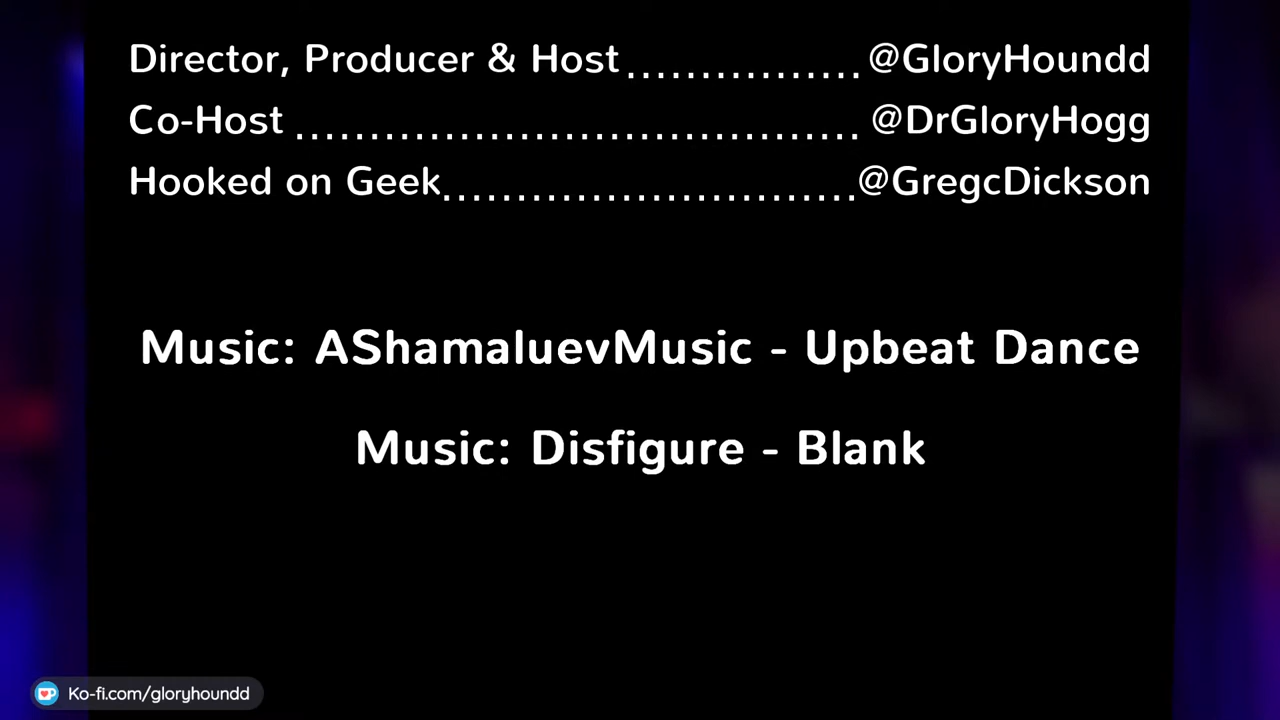 Director, Producer & Host................@GloryHoundd
Co-Host ......................................@DrGloryHogg
Hooked on Geek............................@GregcDickson
Music: AShamaluevMusic - Upbeat Dance
Music: Disfigure - Blank
Ko-fi.com/gloryhoundd